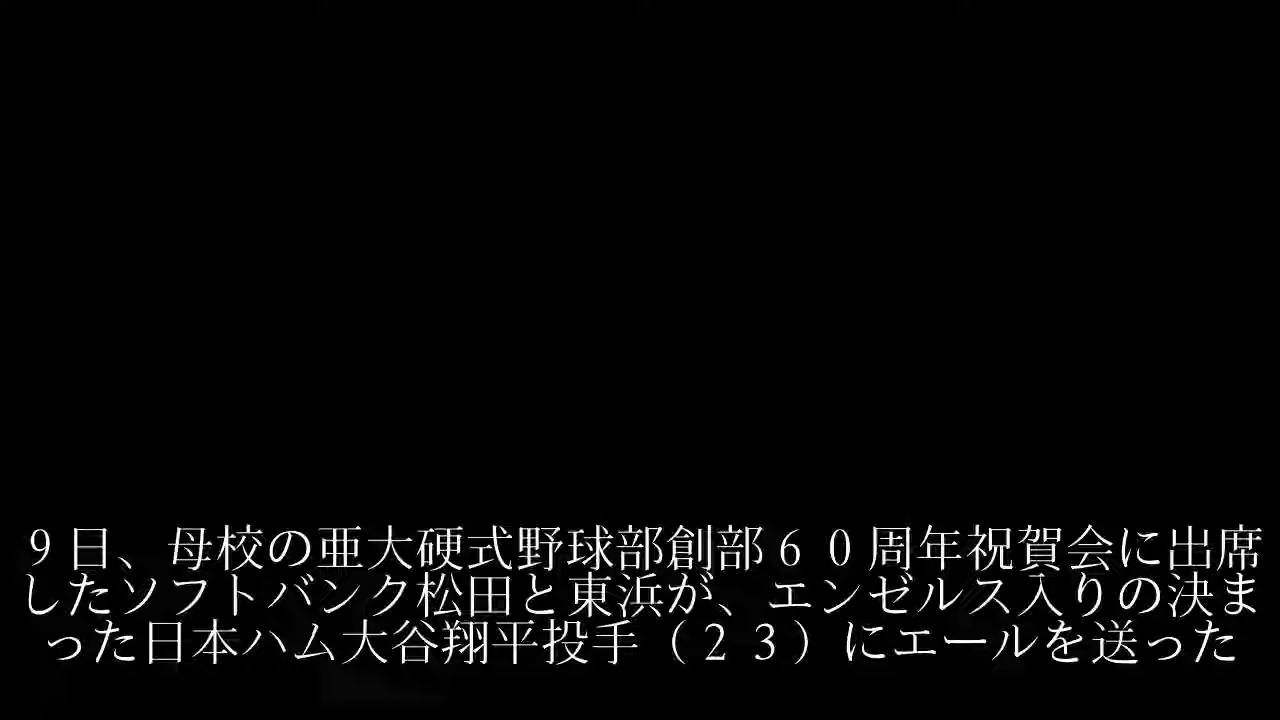 ９日、母校の亜大硬式野球部創部６０周年祝賀会に出席
したソフトバンク松田と東浜が、エンゼルス入りの決ま
った日本ハム大谷翔平投手（２３）にエールを送った